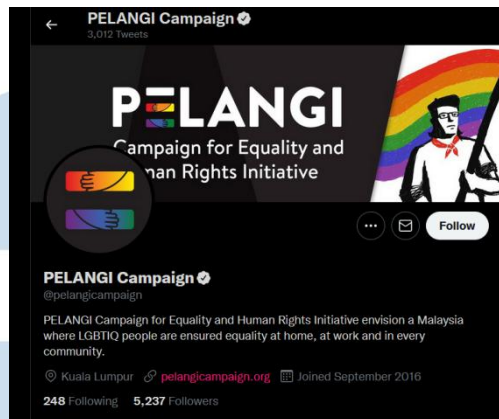 PELANGI Campaign
3,012 Tweets
PELANGI
Campaign for Equality and
Human Rights Initiative
Follow
PELANGI Campaign
@pelangicampaign
PELANGI Campaign for Equality and Human Rights Initiative envision a Malaysia
where LGBTIQ people are ensured equality at home, at work and in every
community.
Kuala Lumpur pelangicampaign.org Joined September 2016
248 Following 5,237 Followers